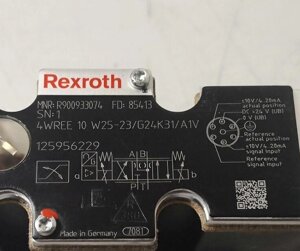 Rexroth
MNR: R900933074 FD: 85413
SN: 1
4WREE 10 W25-23/G24K31/A1V
125956229
±10V/4..20mA
actual position
DC +24 V (UB)
0 V (UB)
Reference
actual position
±10V/4..20mA
signal input
Reference
signal input
A B
a b
P T
Made in Germany
7081